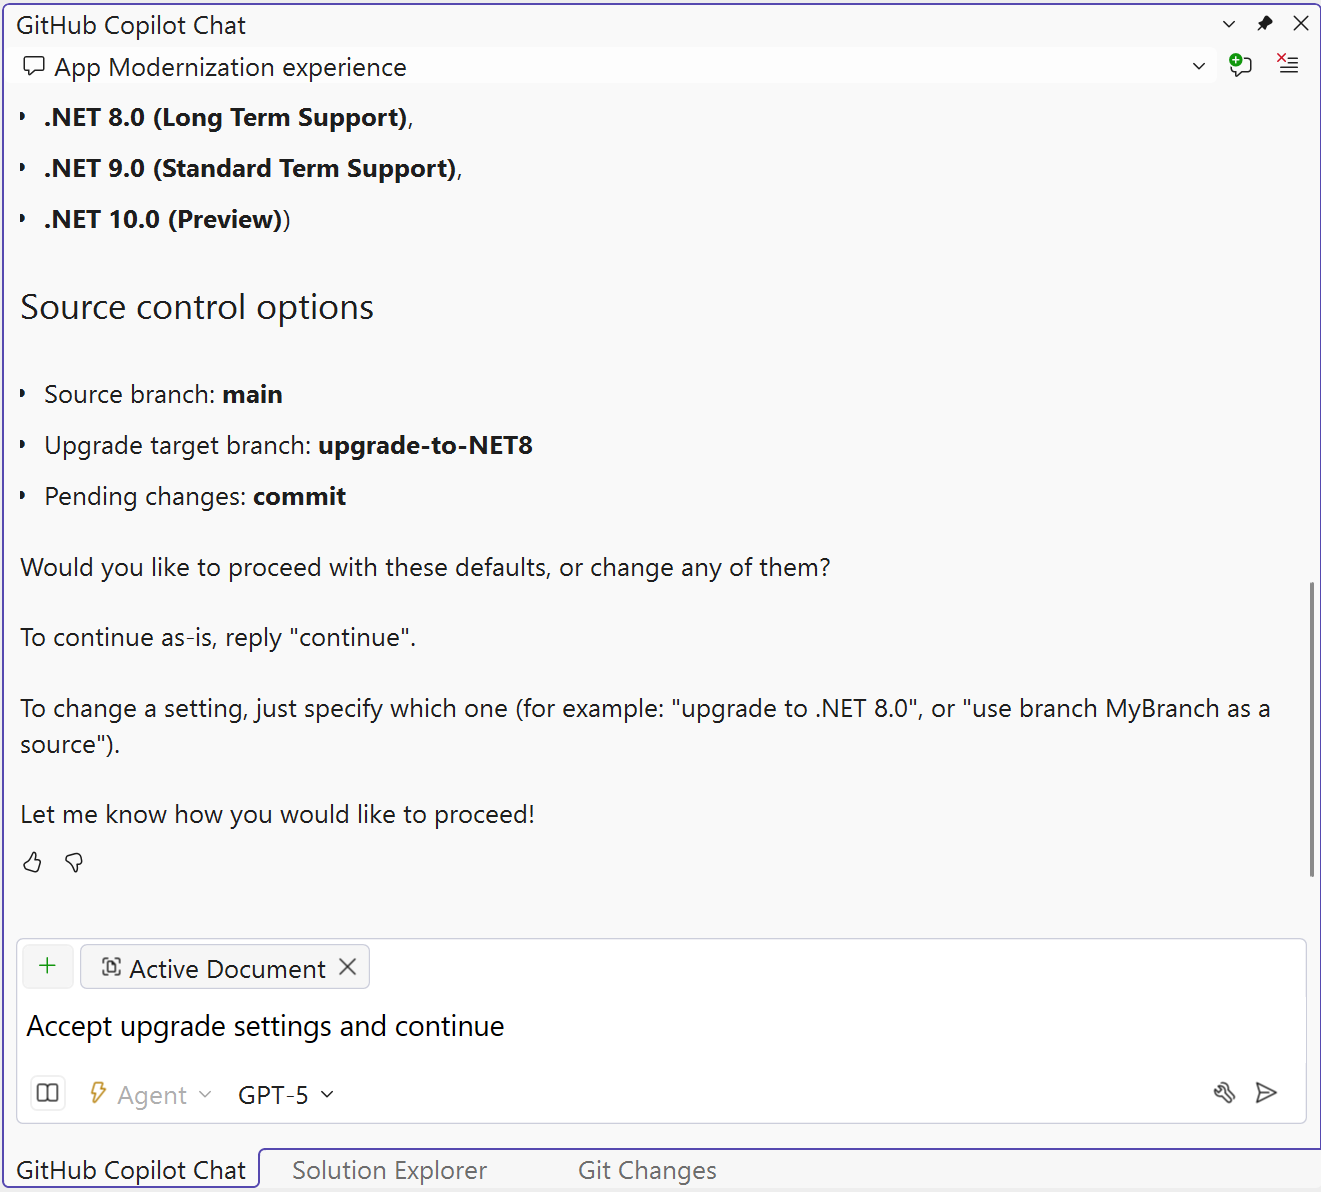 GitHub Copilot Chat
App Modernization experience
• .NET 8.0 (Long Term Support),
• .NET 9.0 (Standard Term Support),
• .NET 10.0 (Preview))
Source control options
• Source branch: main
• Upgrade target branch: upgrade-to-NET8
• Pending changes: commit
Would you like to proceed with these defaults, or change any of them?
To continue as-is, reply "continue".
To change a setting, just specify which one (for example: "upgrade to .NET 8.0", or "use branch MyBranch as a
source").
Let me know how you would like to proceed!
Active Document
Accept upgrade settings and continue
Agent GPT-5
GitHub Copilot Chat Solution Explorer Git Changes